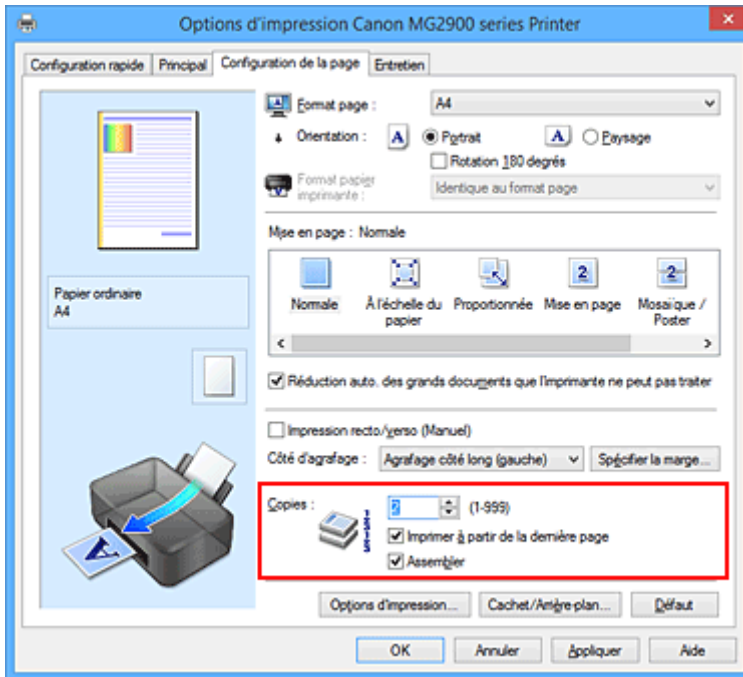 Options d'impression Canon MG2900 series Printer
Configuration rapide
Principal
Configuration de la page
Entretien
Format page :
A4
Orientation :
A
Portrait
A
Paysage
Rotation 180 degrés
Format papier imprimante :
Identique au format page
Mise en page : Normale
Normale
À l'échelle du papier
Proportionnée
2
Mise en page
2
Mosaïque / Poster
Papier ordinaire
A4
Réduction auto. des grands documents que l'imprimante ne peut pas traiter
Impression recto/verso (Manuel)
Côté d'agrafage :
Agrafage côté long (gauche)
Spécifier la marge...
Copies :
2
(1-999)
Imprimer à partir de la dernière page
Assembler
A
Options d'impression...
Cachet/Arrière-plan...
Défaut
OK
Annuler
Appliquer
Aide